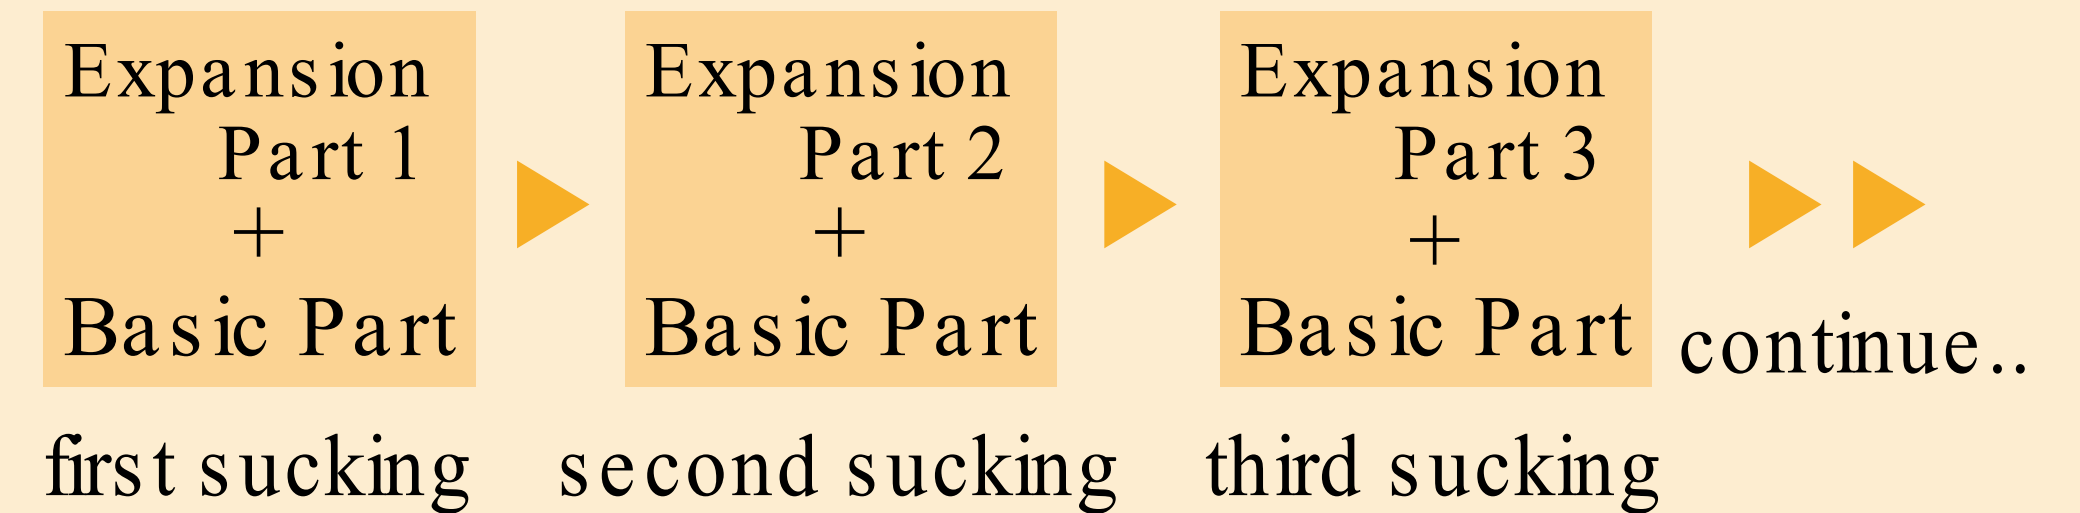 Expansion
Part 1
+
Basic Part
first sucking
Expansion
Part 2
+
Basic Part
second sucking
Expansion
Part 3
+
Basic Part
third sucking
continue..